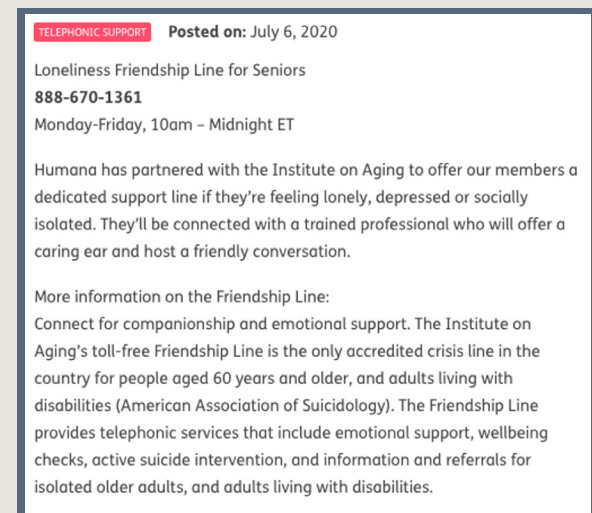 TELEPHONIC SUPPORT Posted on: July 6, 2020
Loneliness Friendship Line for Seniors
888-670-1361
Monday-Friday, 10am – Midnight ET
Humana has partnered with the Institute on Aging to offer our members a
dedicated support line if they're feeling lonely, depressed or socially
isolated. They'll be connected with a trained professional who will offer a
caring ear and host a friendly conversation.
More information on the Friendship Line:
Connect for companionship and emotional support. The Institute on
Aging's toll-free Friendship Line is the only accredited crisis line in the
country for people aged 60 years and older, and adults living with
disabilities (American Association of Suicidology). The Friendship Line
provides telephonic services that include emotional support, wellbeing
checks, active suicide intervention, and information and referrals for
isolated older adults, and adults living with disabilities.